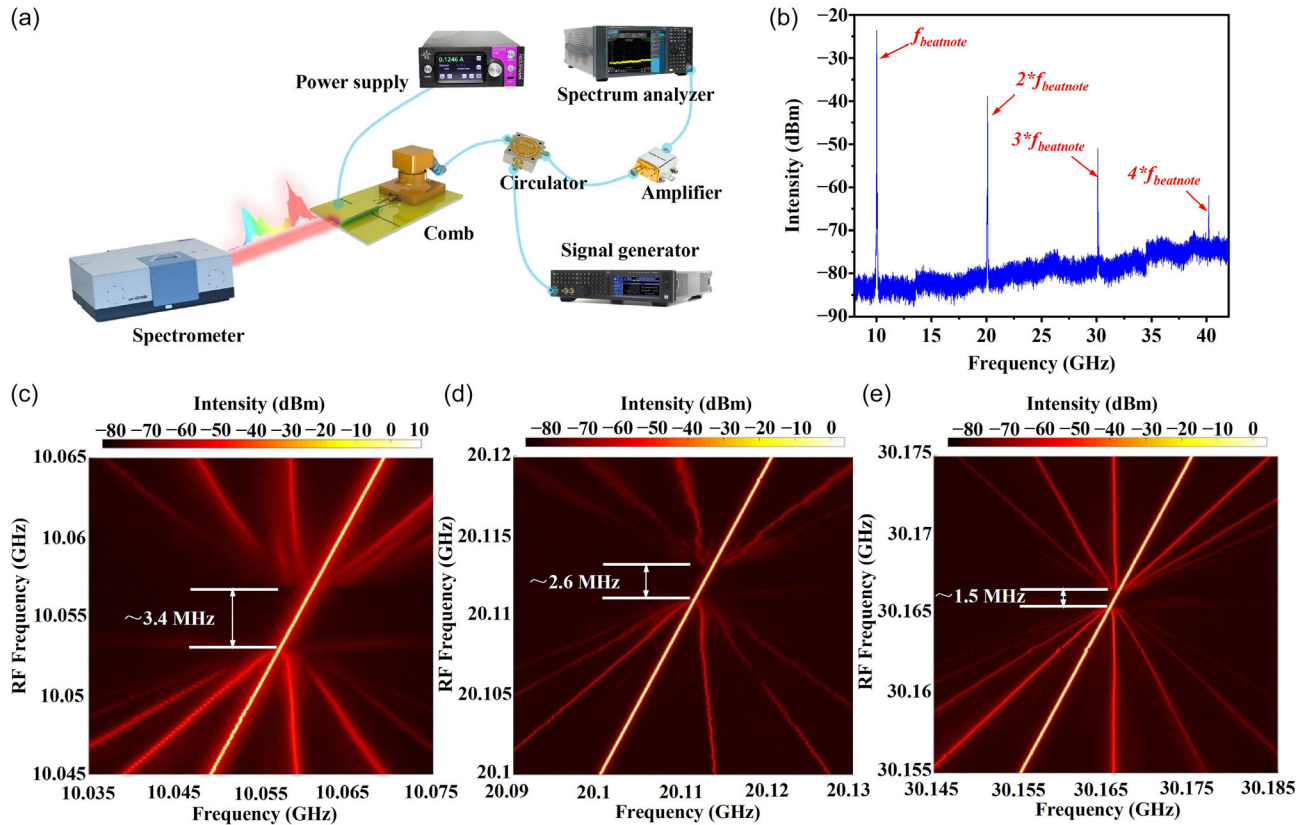 (a)
0.1246 A
Power supply
Spectrum analyzer
Circulator
Amplifier
Comb
Signal generator
Spectrometer
(b)
f_beatnote
2*f_beatnote
3*f_beatnote
4*f_beatnote
−20
−30
−40
−50
−60
−70
−80
−90
Intensity (dBm)
10 15 20 25 30 35 40
Frequency (GHz)
(c)
Intensity (dBm)
−80 −70 −60 −50 −40 −30 −20 −10 0 10
10.065
10.06
10.055
10.05
10.045
RF Frequency (GHz)
~3.4 MHz
10.035 10.045 10.055 10.065 10.075
Frequency (GHz)
(d)
Intensity (dBm)
−80 −70 −60 −50 −40 −30 −20 −10 0
20.12
20.115
20.11
20.105
20.1
RF Frequency (GHz)
~2.6 MHz
20.09 20.1 20.11 20.12 20.13
Frequency (GHz)
(e)
Intensity (dBm)
−80 −70 −60 −50 −40 −30 −20 −10 0
30.175
30.17
30.165
30.16
30.155
RF Frequency (GHz)
~1.5 MHz
30.145 30.155 30.165 30.175 30.185
Frequency (GHz)